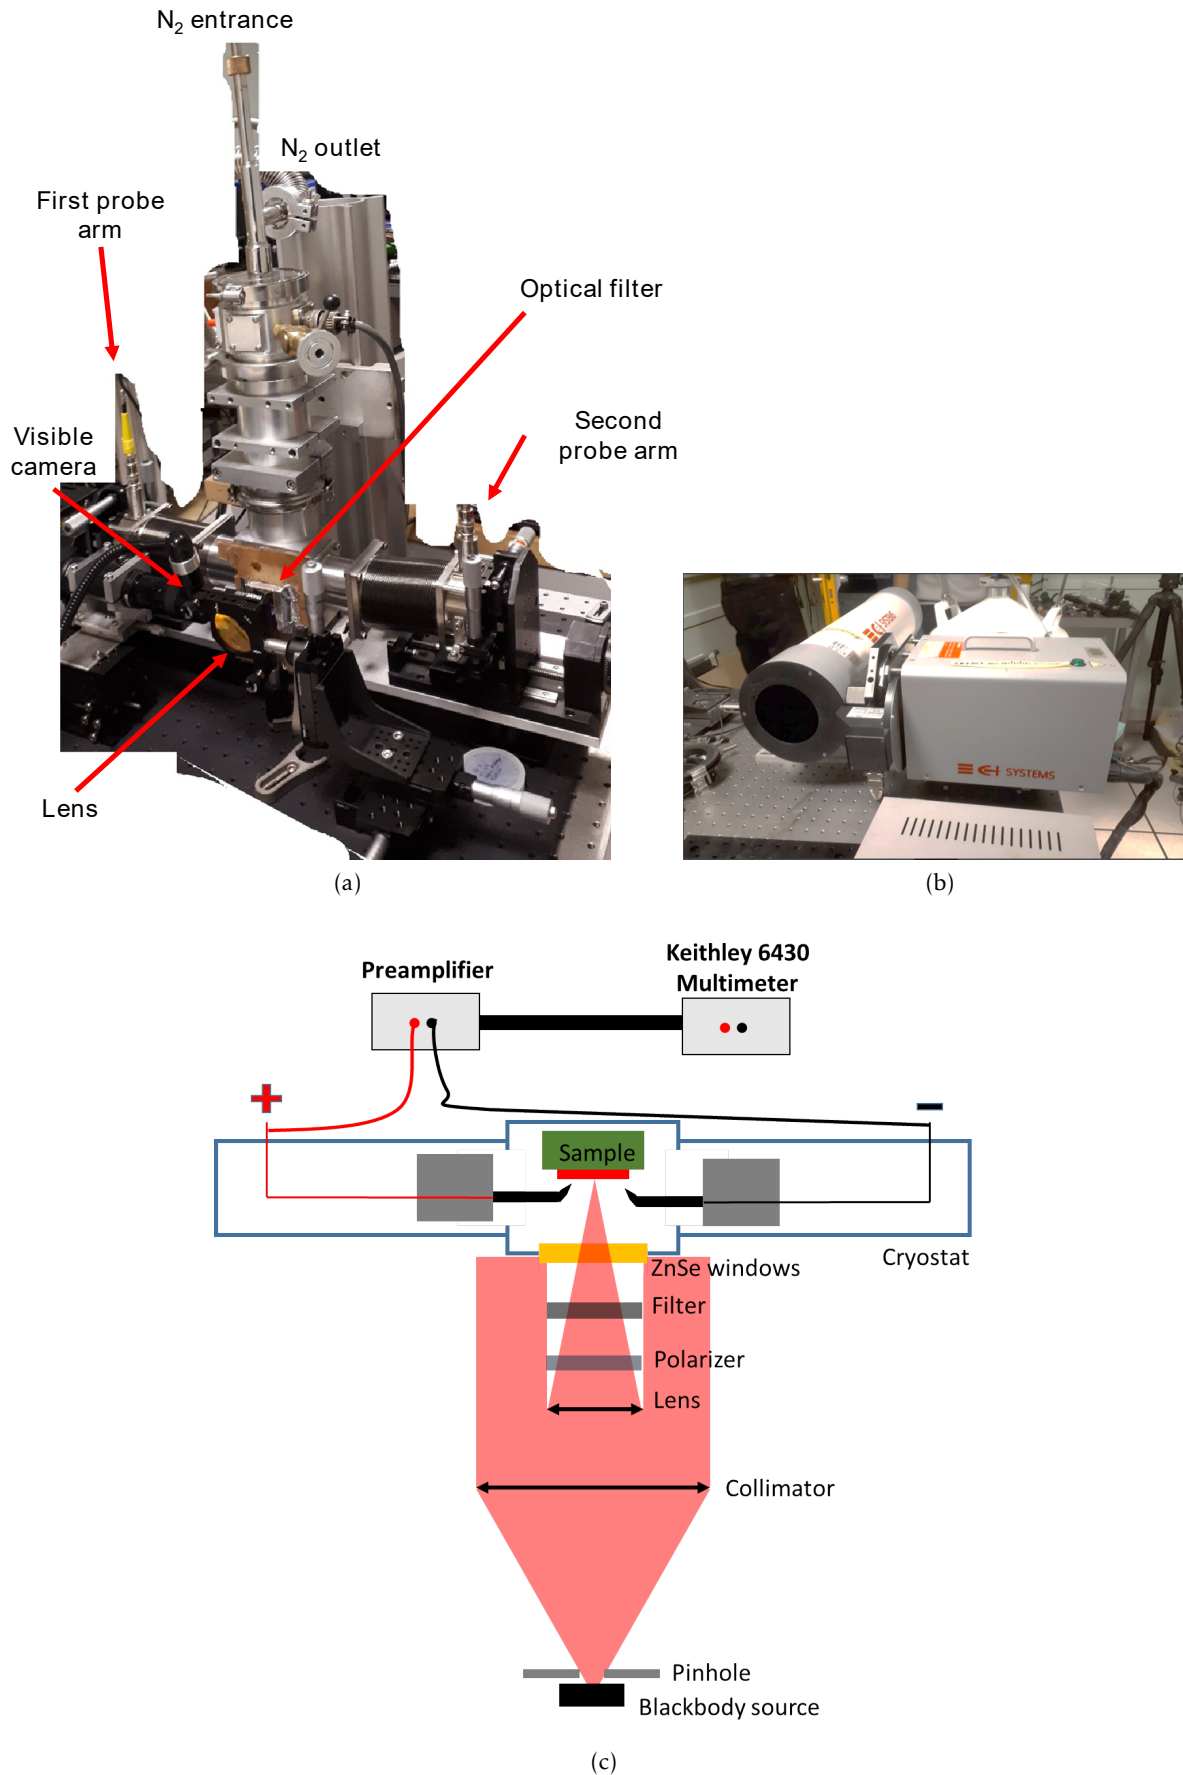 N₂ entrance
N₂ outlet
First probe
arm
Optical filter
Visible
camera
Second
probe arm
Lens
SYSTEMS
(a)
(b)
Keithley 6430
Multimeter
Preamplifier
Sample
Cryostat
ZnSe windows
Filter
Polarizer
Lens
Collimator
Pinhole
Blackbody source
(c)